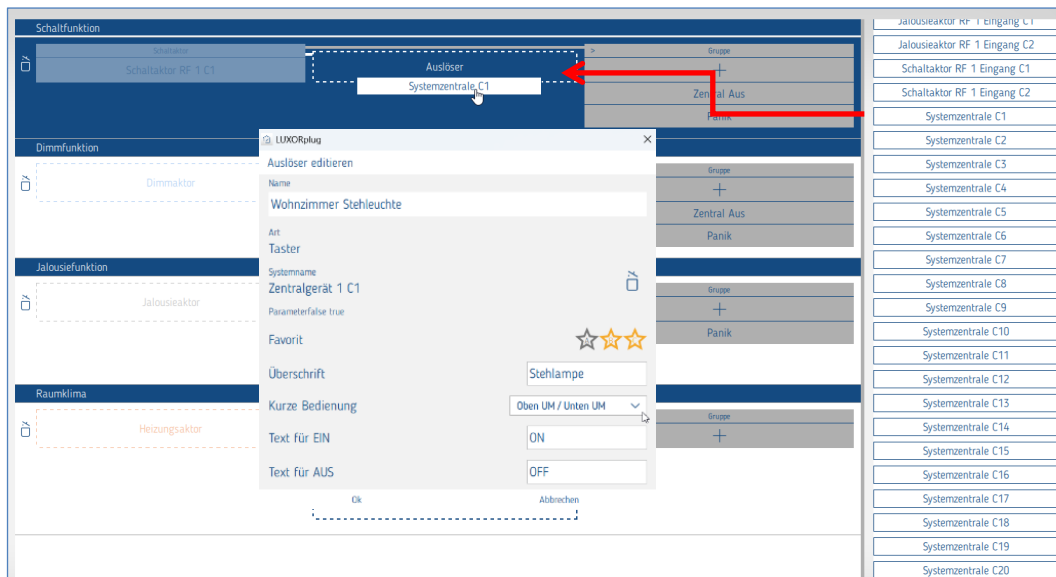 Schaltfunktion
Schaltaktor
Schaltaktor RF 1 C1
Auslöser
Systemzentrale C1
>
Gruppe
+
Zentral Aus
Panik
Dimmfunktion
Dimmaktor
Gruppe
+
Zentral Aus
Panik
Jalousiefunktion
Jalousieaktor
Gruppe
+
Panik
Raumklima
Heizungsaktor
Gruppe
+
LUXORplug
Auslöser editieren
Name
Wohnzimmer Stehleuchte
Art
Taster
Systemname
Zentralgerät 1 C1
Parameterfalse true
Favorit
Überschrift
Stehlampe
Kurze Bedienung
Oben UM / Unten UM
Text für EIN
ON
Text für AUS
OFF
Ok
Abbrechen
Jalousieaktor RF 1 Eingang C1
Jalousieaktor RF 1 Eingang C2
Schaltaktor RF 1 Eingang C1
Schaltaktor RF 1 Eingang C2
Systemzentrale C1
Systemzentrale C2
Systemzentrale C3
Systemzentrale C4
Systemzentrale C5
Systemzentrale C6
Systemzentrale C7
Systemzentrale C8
Systemzentrale C9
Systemzentrale C10
Systemzentrale C11
Systemzentrale C12
Systemzentrale C13
Systemzentrale C14
Systemzentrale C15
Systemzentrale C16
Systemzentrale C17
Systemzentrale C18
Systemzentrale C19
Systemzentrale C20